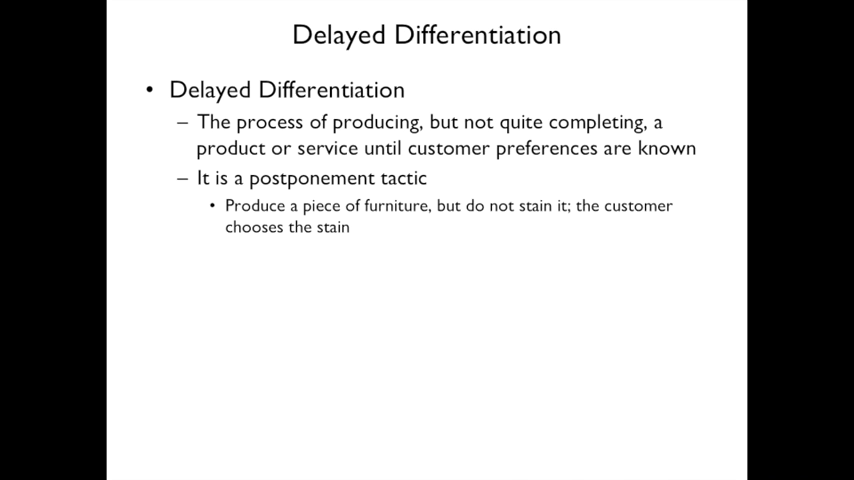 Delayed Differentiation
• Delayed Differentiation
– The process of producing, but not quite completing, a
product or service until customer preferences are known
– It is a postponement tactic
• Produce a piece of furniture, but do not stain it; the customer
chooses the stain